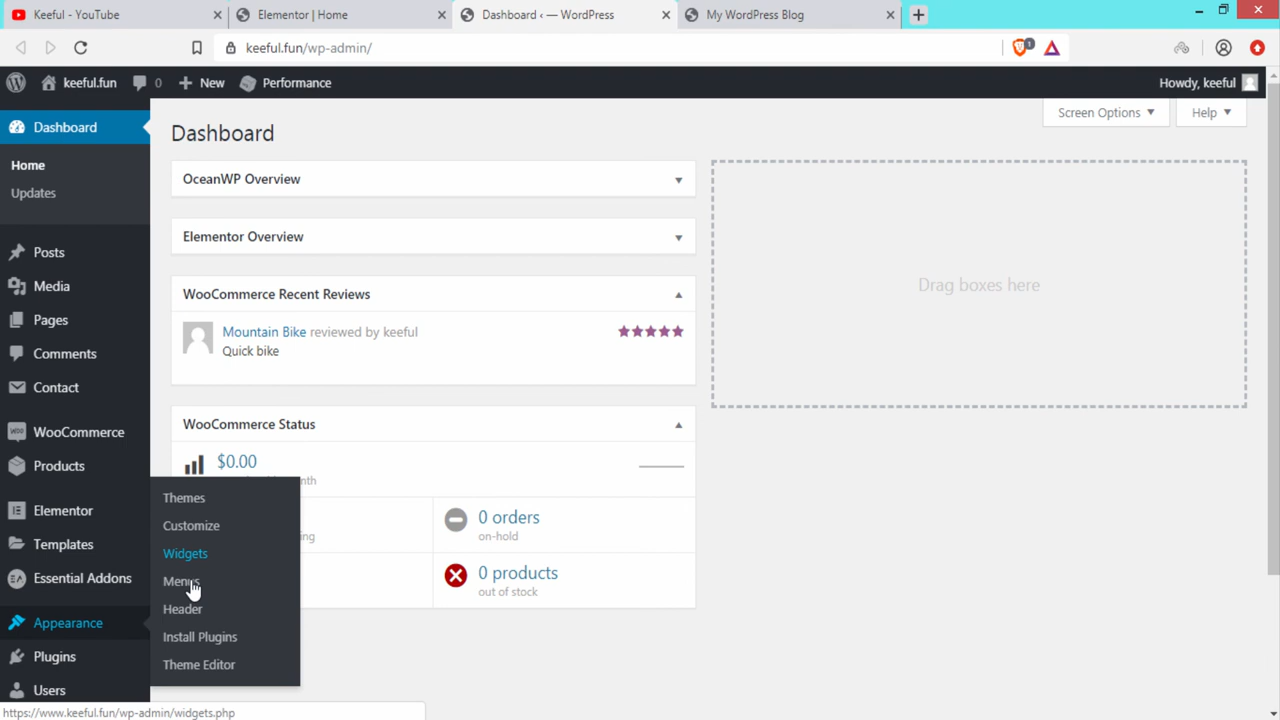 Keeful - YouTube
Elementor | Home
Dashboard ‹ — WordPress
My WordPress Blog
keeful.fun/wp-admin/
1
keeful.fun
0
New
Performance
Howdy, keeful
Dashboard
Home
Updates
Posts
Media
Pages
Comments
Contact
WooCommerce
Products
Elementor
Templates
Essential Addons
Appearance
Plugins
Users
Themes
Customize
Widgets
Menus
Header
Install Plugins
Theme Editor
Screen Options
Help
Dashboard
OceanWP Overview
Elementor Overview
WooCommerce Recent Reviews
Mountain Bike reviewed by keeful
Quick bike
WooCommerce Status
$0.00
0 orders
on-hold
0 products
out of stock
Drag boxes here
https://www.keeful.fun/wp-admin/widgets.php